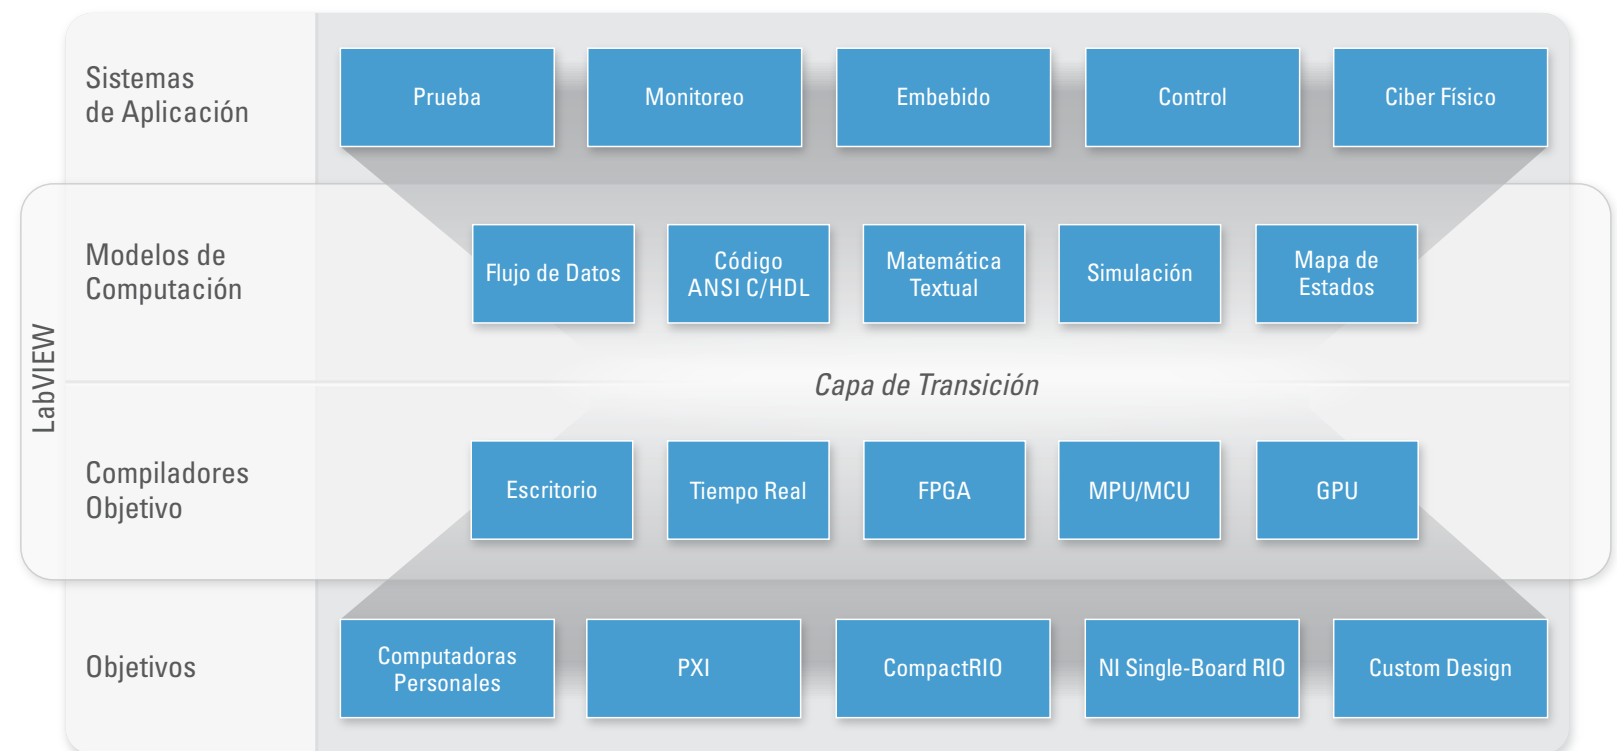 Sistemas
de Aplicación
Prueba
Monitoreo
Embebido
Control
Ciber Físico
LabVIEW
Modelos de
Computación
Flujo de Datos
Código
ANSI C/HDL
Matemática
Textual
Simulación
Mapa de
Estados
Capa de Transición
Compiladores
Objetivo
Escritorio
Tiempo Real
FPGA
MPU/MCU
GPU
Objetivos
Computadoras
Personales
PXI
CompactRIO
NI Single-Board RIO
Custom Design